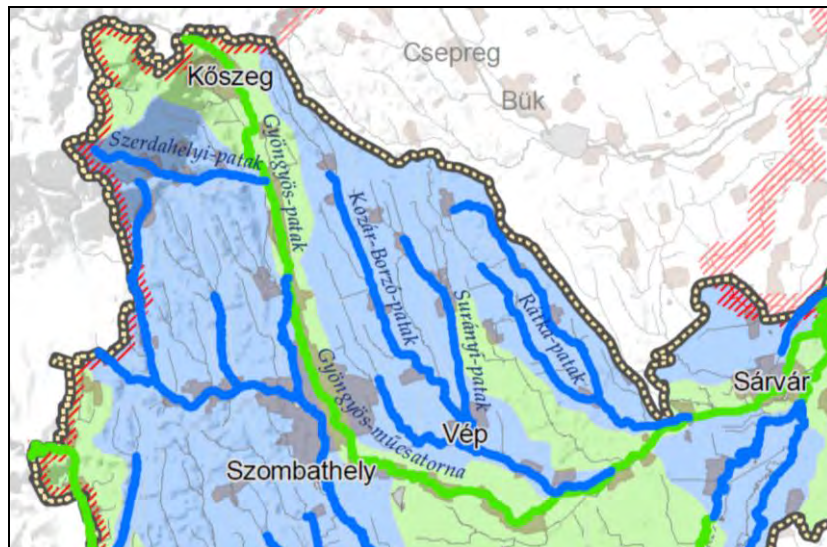 Csepreg
Kőszeg
Bük
Szerdahelyi-patak
Gyöngyös-patak
Kozár-Borzó-patak
Surányi-patak
Rátka-patak
Gyöngyös-műcsatorna
Sárvár
Vép
Szombathely